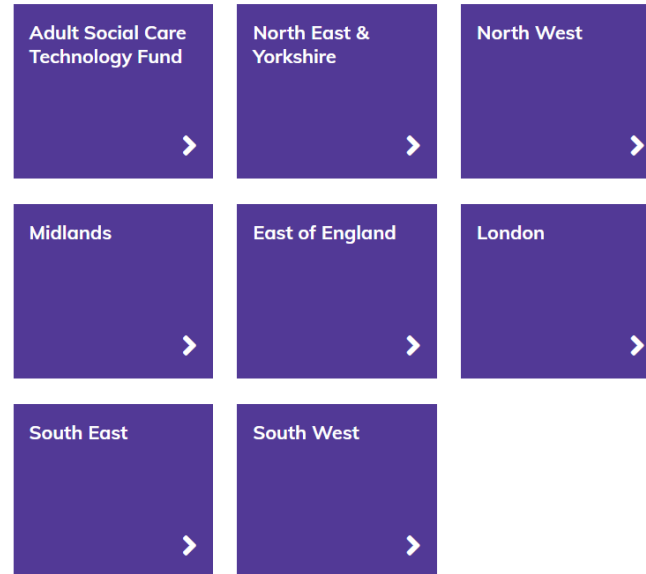 Adult Social Care
Technology Fund
North East &
Yorkshire
North West
Midlands
East of England
London
South East
South West